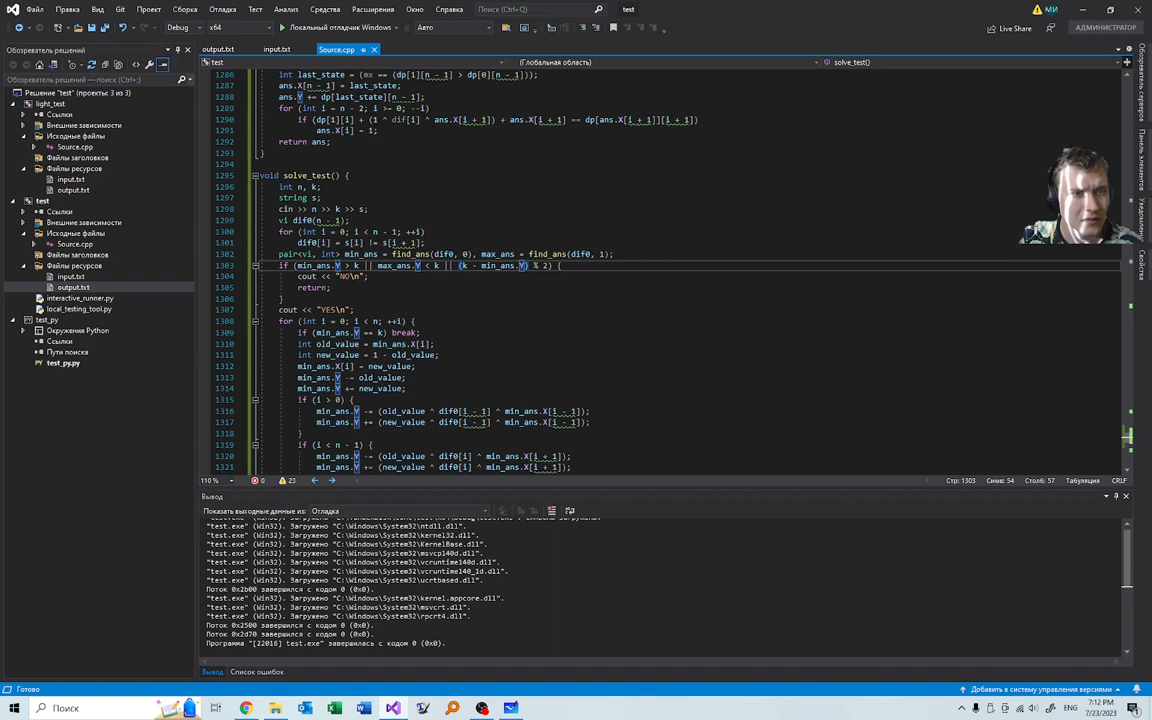 Файл Правка Вид Git Проект Сборка Отладка Тест Анализ Средства Расширения Окно Справка Поиск (Ctrl+Q) test МИ
Debug x64 Локальный отладчик Windows Авто Live Share АДМИНИСТРАТОР
Обозреватель решений
Обозреватель решений — поиск (Ctrl+;)
Решение "test" (проекты: 3 из 3)
light_test
Ссылки
Внешние зависимости
Исходные файлы
Source.cpp
Файлы заголовков
Файлы ресурсов
input.txt
output.txt
test
Ссылки
Внешние зависимости
Исходные файлы
Source.cpp
Файлы заголовков
Файлы ресурсов
input.txt
output.txt
interactive_runner.py
local_testing_tool.py
test_py
Окружения Python
Ссылки
Пути поиска
test_py.py
output.txt input.txt Source.cpp
test (Глобальная область) solve_test()
1286 int last_state = (mx == (dp[1][n - 1] > dp[0][n - 1]));
1287 ans.X[n - 1] = last_state;
1288 ans.Y += dp[last_state][n - 1];
1289 for (int i = n - 2; i >= 0; --i)
1290 if (dp[1][i] + (1 ^ dif[i] ^ ans.X[i + 1]) + ans.X[i + 1] == dp[ans.X[i + 1]][i + 1])
1291 ans.X[i] = 1;
1292 return ans;
1293 }
1294
1295 void solve_test() {
1296 int n, k;
1297 string s;
1298 cin >> n >> k >> s;
1299 vi dif0(n - 1);
1300 for (int i = 0; i < n - 1; ++i)
1301 dif0[i] = s[i] != s[i + 1];
1302 pair<vi, int> min_ans = find_ans(dif0, 0), max_ans = find_ans(dif0, 1);
1303 if (min_ans.Y > k || max_ans.Y < k || (k - min_ans.Y) % 2) {
1304 cout << "NO\n";
1305 return;
1306 }
1307 cout << "YES\n";
1308 for (int i = 0; i < n; ++i) {
1309 if (min_ans.Y == k) break;
1310 int old_value = min_ans.X[i];
1311 int new_value = 1 - old_value;
1312 min_ans.X[i] = new_value;
1313 min_ans.Y -= old_value;
1314 min_ans.Y += new_value;
1315 if (i > 0) {
1316 min_ans.Y -= (old_value ^ dif0[i - 1] ^ min_ans.X[i - 1]);
1317 min_ans.Y += (new_value ^ dif0[i - 1] ^ min_ans.X[i - 1]);
1318 }
1319 if (i < n - 1) {
1320 min_ans.Y -= (old_value ^ dif0[i] ^ min_ans.X[i + 1]);
1321 min_ans.Y += (new_value ^ dif0[i] ^ min_ans.X[i + 1]);
110 % 0 23 Стр: 1303 Симв: 54 Столб: 57 Табуляция CRLF
Вывод
Показать выходные данные из: Отладка
"test.exe" (Win32). Загружено "C:\Windows\System32\ntdll.dll".
"test.exe" (Win32). Загружено "C:\Windows\System32\kernel32.dll".
"test.exe" (Win32). Загружено "C:\Windows\System32\KernelBase.dll".
"test.exe" (Win32). Загружено "C:\Windows\System32\msvcp140d.dll".
"test.exe" (Win32). Загружено "C:\Windows\System32\vcruntime140d.dll".
"test.exe" (Win32). Загружено "C:\Windows\System32\vcruntime140_1d.dll".
"test.exe" (Win32). Загружено "C:\Windows\System32\ucrtbased.dll".
Поток 0x2b00 завершился с кодом 0 (0x0).
"test.exe" (Win32). Загружено "C:\Windows\System32\kernel.appcore.dll".
"test.exe" (Win32). Загружено "C:\Windows\System32\msvcrt.dll".
"test.exe" (Win32). Загружено "C:\Windows\System32\rpcrt4.dll".
Поток 0x2500 завершился с кодом 0 (0x0).
Поток 0x2d70 завершился с кодом 0 (0x0).
Программа "[22016] test.exe" завершилась с кодом 0 (0x0).
Вывод Список ошибок
Обозреватель серверов
Панель элементов
Уведомления
Свойства
Готово Добавить в систему управления версиями
Поиск ENG 7:12 PM
7/23/2023